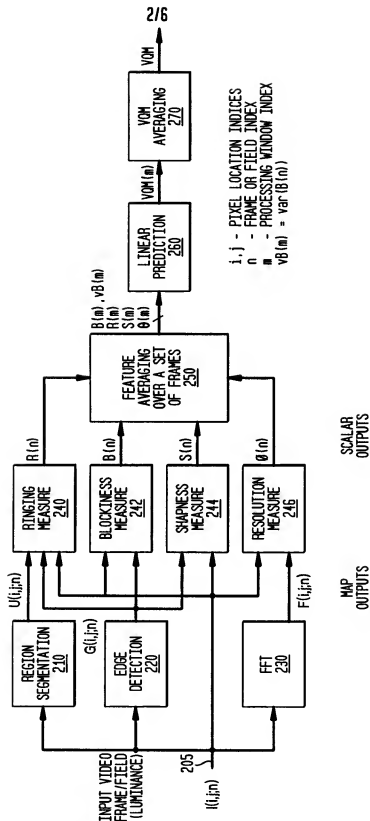 2/6
INPUT VIDEO
FRAME/FIELD
(LUMINANCE)
205
I(i,j;n)
REGION
SEGMENTATION
210
U(i,j;n)
EDGE
DETECTION
220
G(i,j;n)
FFT
230
F(i,j;n)
MAP
OUTPUTS
RINGING
MEASURE
240
R(n)
BLOCKINESS
MEASURE
242
B(n)
SHAPNESS
MEASURE
244
S(n)
RESOLUTION
MEASURE
246
Ø(n)
SCALAR
OUTPUTS
FEATURE
AVERAGING
OVER A SET
OF FRAMES
250
B(m),vB(m)
R(m)
S(m)
θ(m)
LINEAR
PREDICTION
260
VQM(m)
VQM
AVERAGING
270
VQM
i,j - PIXEL LOCATION INDICES
n - FRAME OR FIELD INDEX
m - PROCESSING WINDOW INDEX
vB(m) = var(B(n))